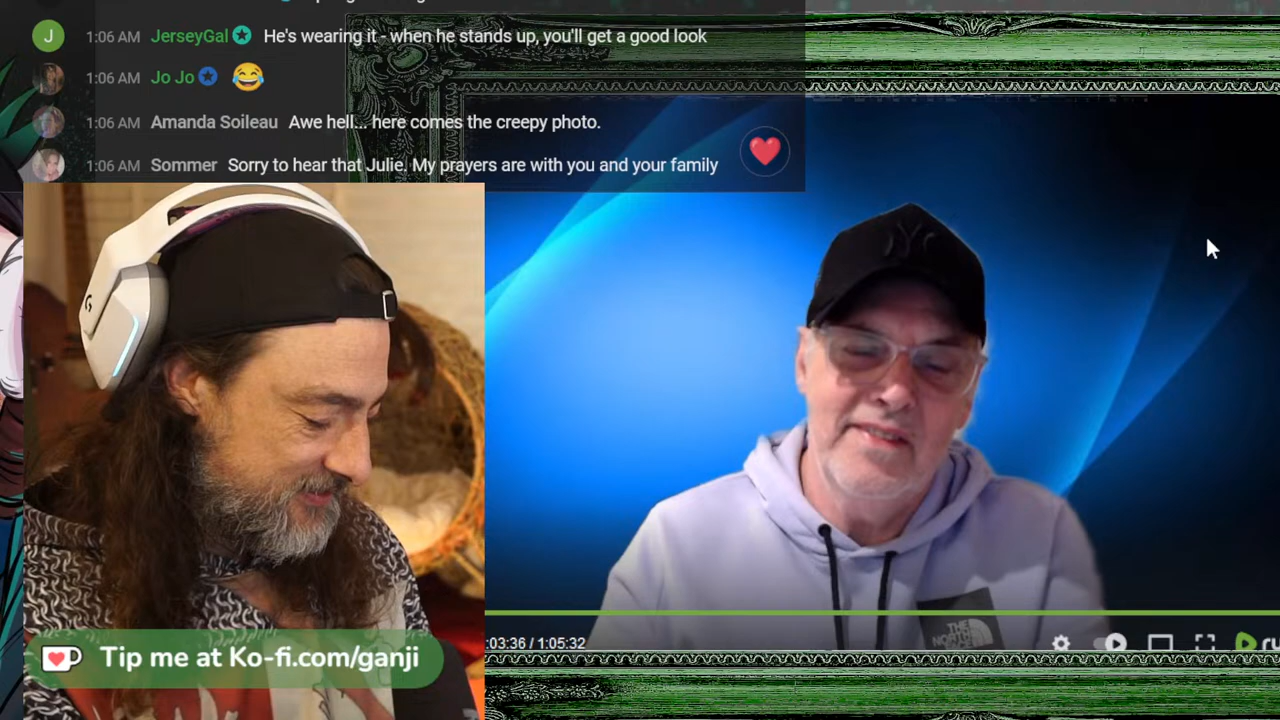 J 1:06 AM JerseyGal He's wearing it - when he stands up, you'll get a good look
1:06 AM Jo Jo 😂
1:06 AM Amanda Soileau Awe hell... here comes the creepy photo.
1:06 AM Sommer Sorry to hear that Julie, My prayers are with you and your family
NY
G
THE
NORTH
:03:36 / 1:05:32
Tip me at Ko-fi.com/ganji